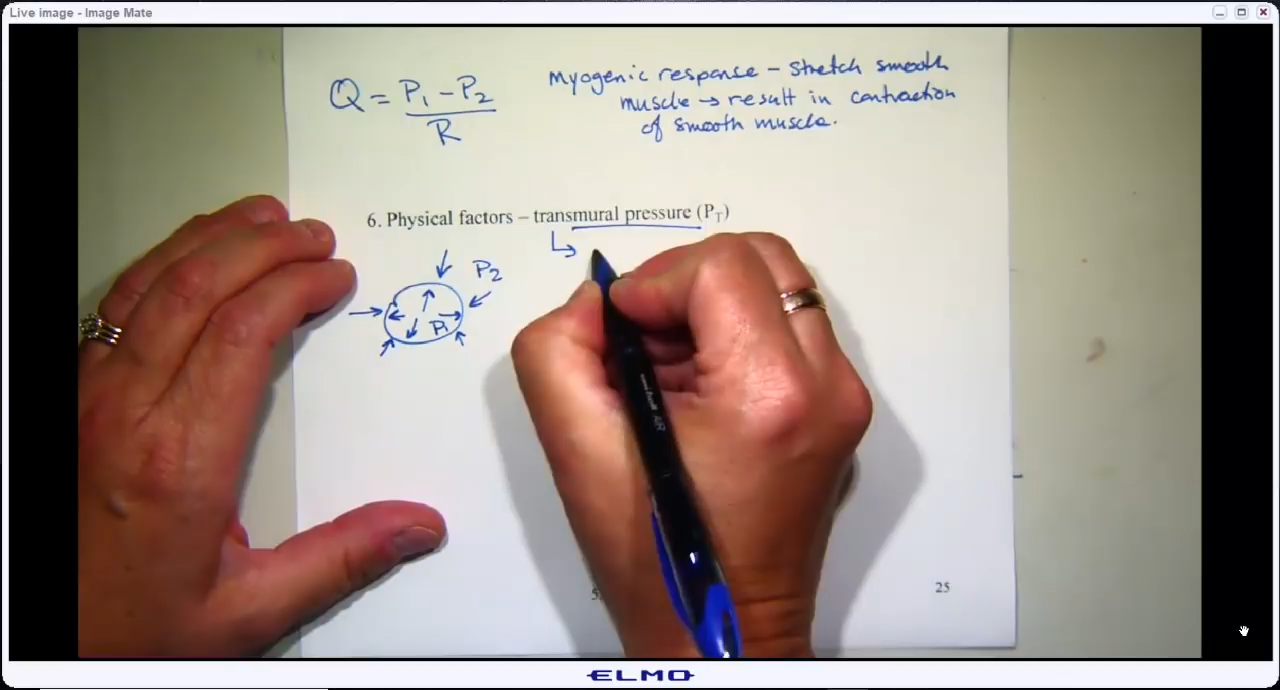 Live image - Image Mate
Q = P1 - P2
R
Myogenic response - stretch smooth
muscle → result in contraction
of smooth muscle.
6. Physical factors – transmural pressure (PT)
P2
P1
25
ELMO